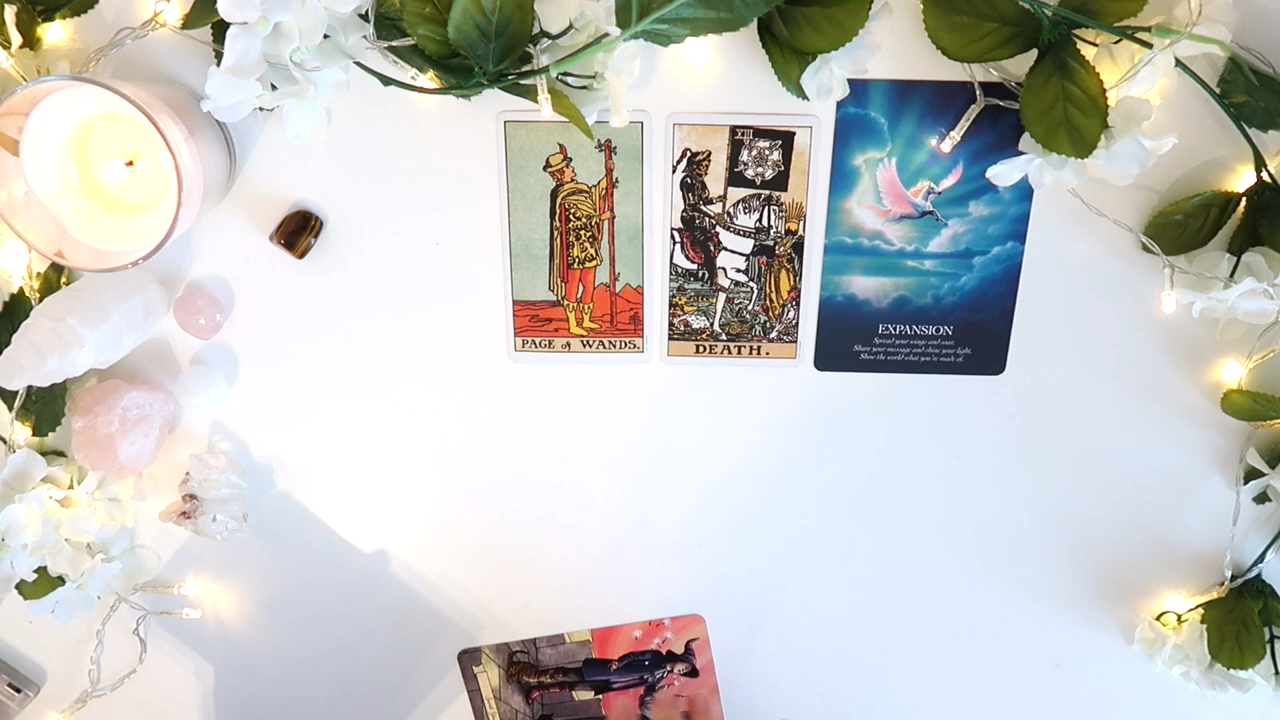 XIII
PAGE of WANDS.
DEATH.
EXPANSION
Spread your wings and soar.
Share your message and shine your light.
Show the world what you're made of.